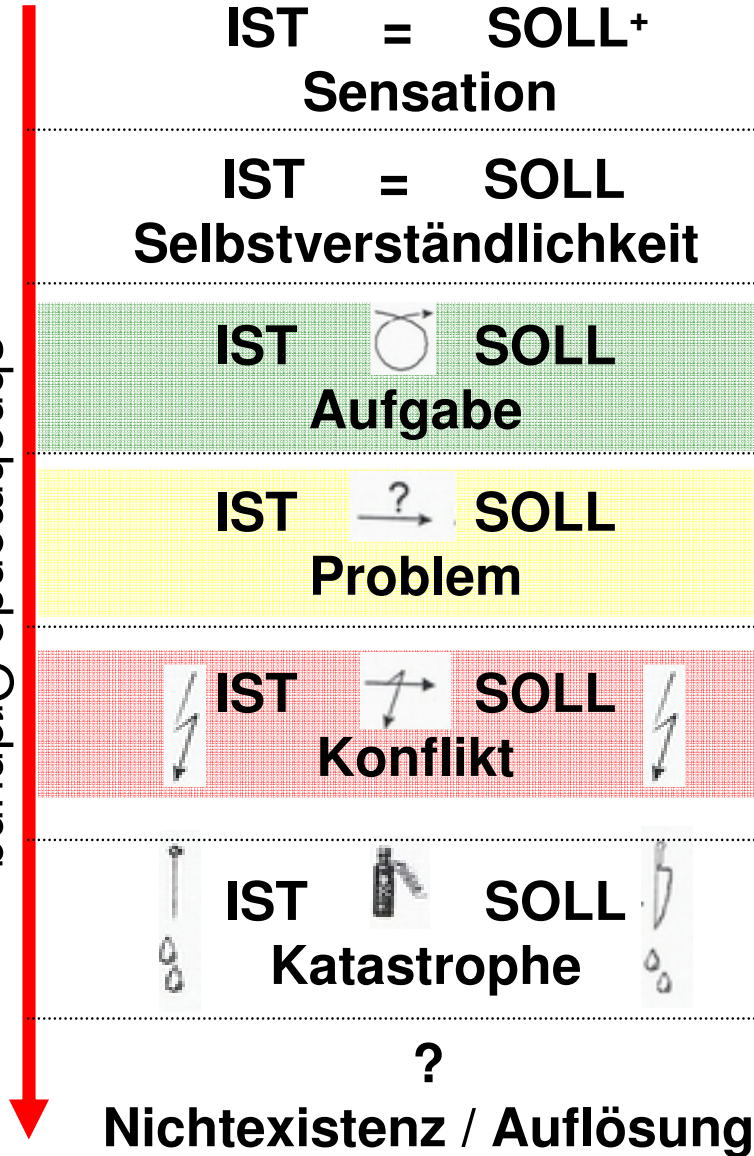 IST = SOLL+
Sensation
IST = SOLL
Selbstverständlichkeit
IST SOLL
Aufgabe
IST ? SOLL
Problem
IST SOLL
Konflikt
IST SOLL
Katastrophe
?
Nichtexistenz / Auflösung